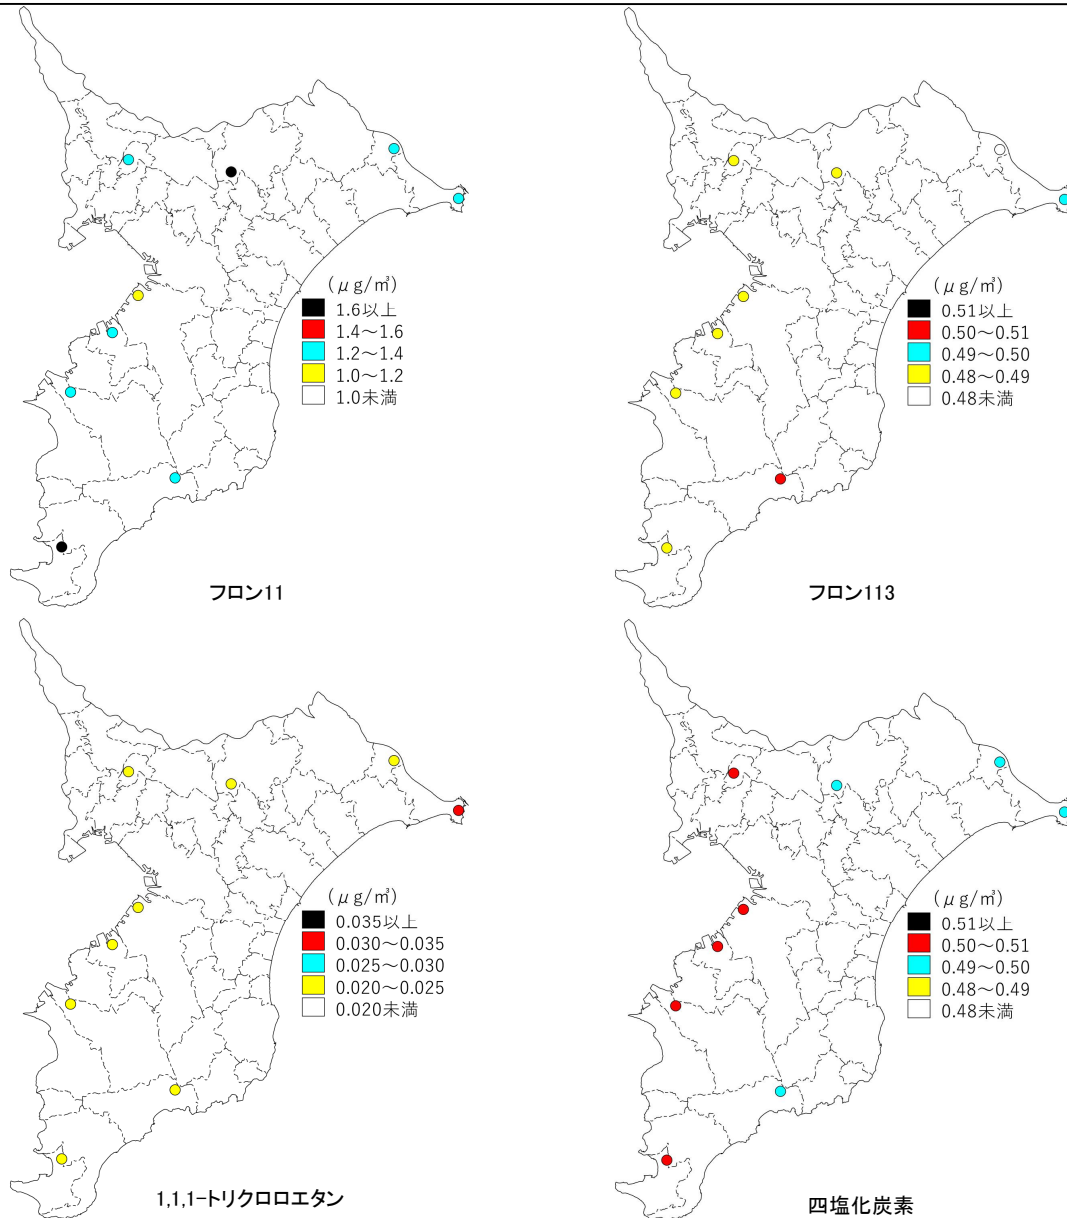 (μg/㎥)
1.6以上
1.4～1.6
1.2～1.4
1.0～1.2
1.0未満
フロン11
(μg/㎥)
0.51以上
0.50～0.51
0.49～0.50
0.48～0.49
0.48未満
フロン113
(μg/㎥)
0.035以上
0.030～0.035
0.025～0.030
0.020～0.025
0.020未満
1,1,1-トリクロロエタン
(μg/㎥)
0.51以上
0.50～0.51
0.49～0.50
0.48～0.49
0.48未満
四塩化炭素